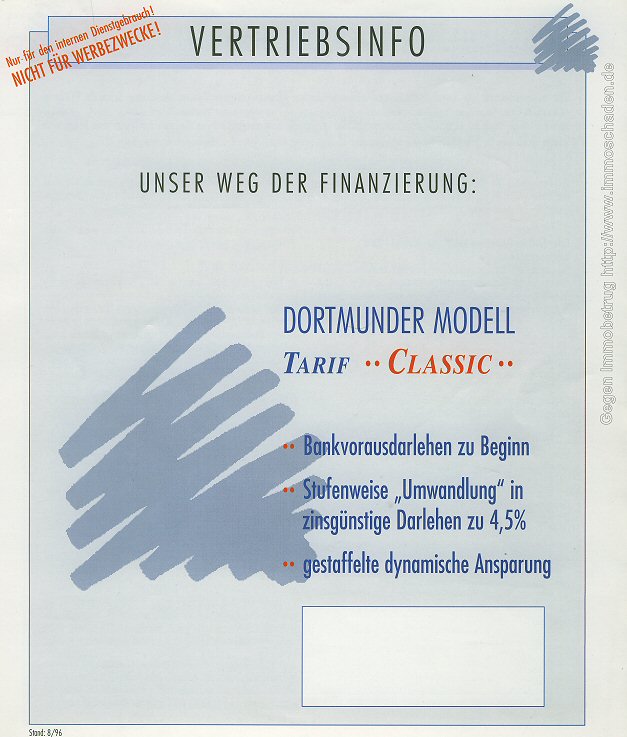 Nur für den internen Dienstgebrauch!
NICHT FÜR WERBEZWECKE!
VERTRIEBSINFO
UNSER WEG DER FINANZIERUNG:
DORTMUNDER MODELL
TARIF •• CLASSIC ••
•• Bankvorausdarlehen zu Beginn
•• Stufenweise „Umwandlung“ in
zinsgünstige Darlehen zu 4,5%
•• gestaffelte dynamische Ansparung
Stand: 8/96
Gegen Immobetrug http://www.immoschaden.de